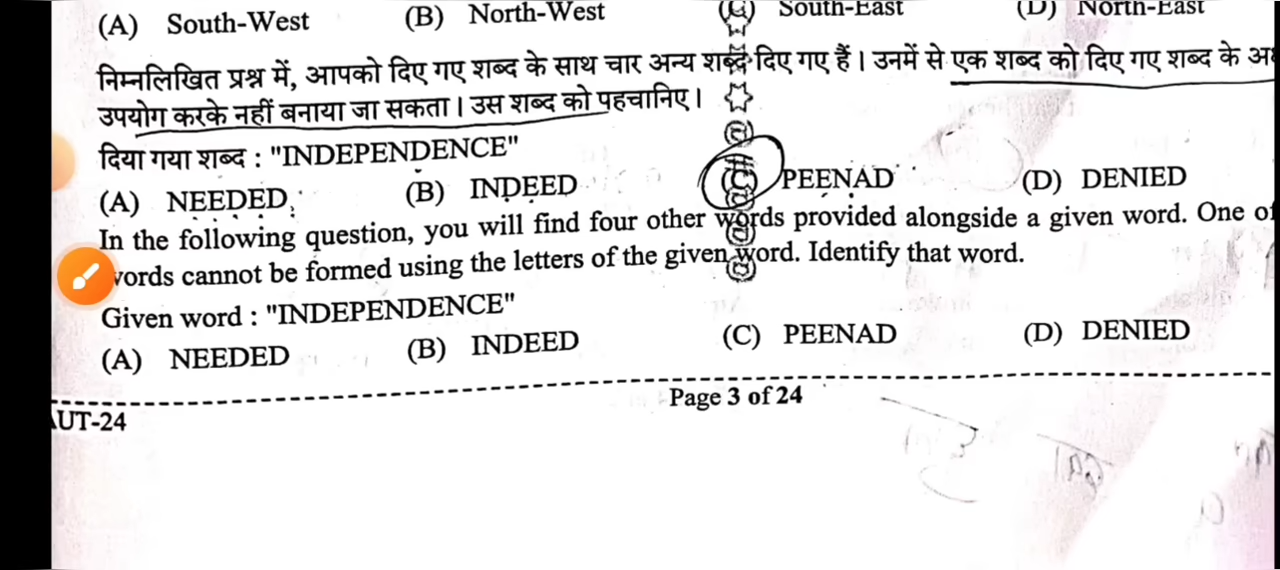 (A) South-West (B) North-West (C) South-East (D) North-East
निम्नलिखित प्रश्न में, आपको दिए गए शब्द के साथ चार अन्य शब्द दिए गए हैं। उनमें से एक शब्द को दिए गए शब्द के
उपयोग करके नहीं बनाया जा सकता। उस शब्द को पहचानिए।
दिया गया शब्द : "INDEPENDENCE"
(A) NEEDED (B) INDEED (C) PEENAD (D) DENIED
In the following question, you will find four other words provided alongside a given word. One of
words cannot be formed using the letters of the given word. Identify that word.
Given word : "INDEPENDENCE"
(A) NEEDED (B) INDEED (C) PEENAD (D) DENIED
Page 3 of 24
UT-24